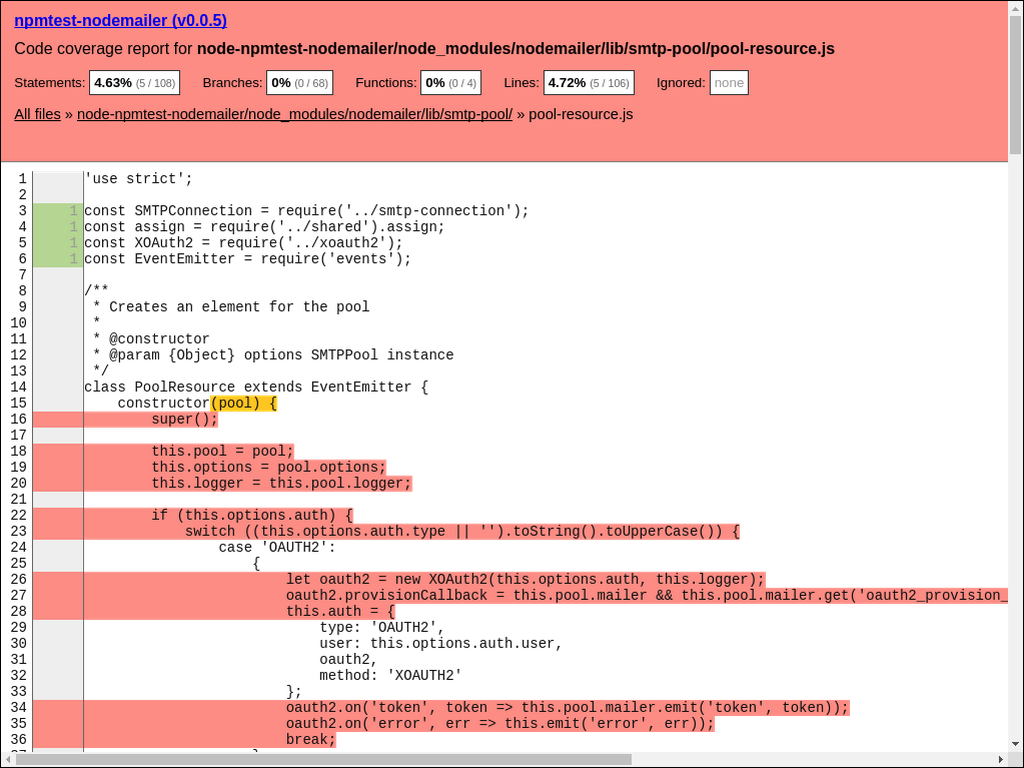 npmtest-nodemailer (v0.0.5)
Code coverage report for node-npmtest-nodemailer/node_modules/nodemailer/lib/smtp-pool/pool-resource.js
Statements: 4.63% (5 / 108) Branches: 0% (0 / 68) Functions: 0% (0 / 4) Lines: 4.72% (5 / 106) Ignored: none
All files » node-npmtest-nodemailer/node_modules/nodemailer/lib/smtp-pool/ » pool-resource.js
1 'use strict';
2
3 1 const SMTPConnection = require('../smtp-connection');
4 1 const assign = require('../shared').assign;
5 1 const XOAuth2 = require('../xoauth2');
6 1 const EventEmitter = require('events');
7
8 /**
9  * Creates an element for the pool
10  *
11  * @constructor
12  * @param {Object} options SMTPPool instance
13  */
14 class PoolResource extends EventEmitter {
15     constructor(pool) {
16         super();
17
18         this.pool = pool;
19         this.options = pool.options;
20         this.logger = this.pool.logger;
21
22         if (this.options.auth) {
23             switch ((this.options.auth.type || '').toString().toUpperCase()) {
24                 case 'OAUTH2':
25                     {
26                         let oauth2 = new XOAuth2(this.options.auth, this.logger);
27                         oauth2.provisionCallback = this.pool.mailer && this.pool.mailer.get('oauth2_provision_
28                         this.auth = {
29                             type: 'OAUTH2',
30                             user: this.options.auth.user,
31                             oauth2,
32                             method: 'XOAUTH2'
33                         };
34                         oauth2.on('token', token => this.pool.mailer.emit('token', token));
35                         oauth2.on('error', err => this.emit('error', err));
36                         break;